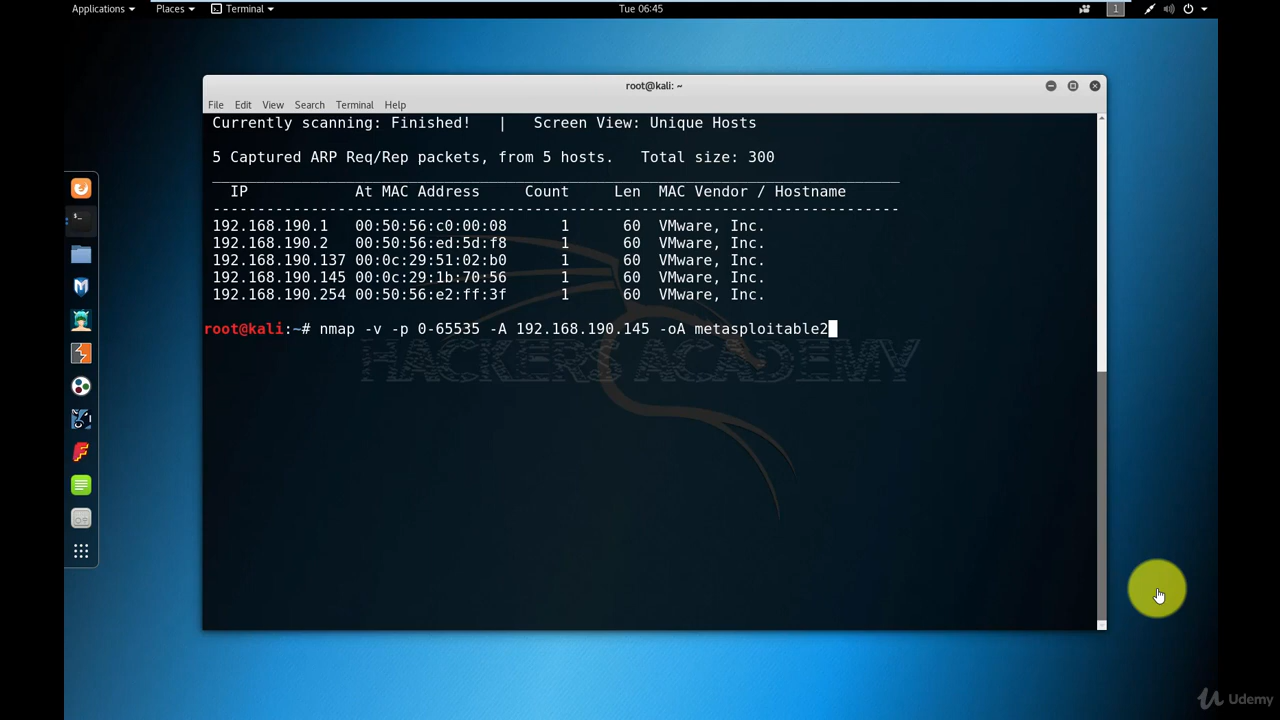 Applications Places Terminal Tue 06:45 1
root@kali: ~
File Edit View Search Terminal Help
Currently scanning: Finished! | Screen View: Unique Hosts
5 Captured ARP Req/Rep packets, from 5 hosts. Total size: 300
_____________________________________________________________________________
IP At MAC Address Count Len MAC Vendor / Hostname
-----------------------------------------------------------------------------
192.168.190.1 00:50:56:c0:00:08 1 60 VMware, Inc.
192.168.190.2 00:50:56:ed:5d:f8 1 60 VMware, Inc.
192.168.190.137 00:0c:29:51:02:b0 1 60 VMware, Inc.
192.168.190.145 00:0c:29:1b:70:56 1 60 VMware, Inc.
192.168.190.254 00:50:56:e2:ff:3f 1 60 VMware, Inc.
root@kali:~# nmap -v -p 0-65535 -A 192.168.190.145 -oA metasploitable2
HACKERS ACADEMY
Udemy